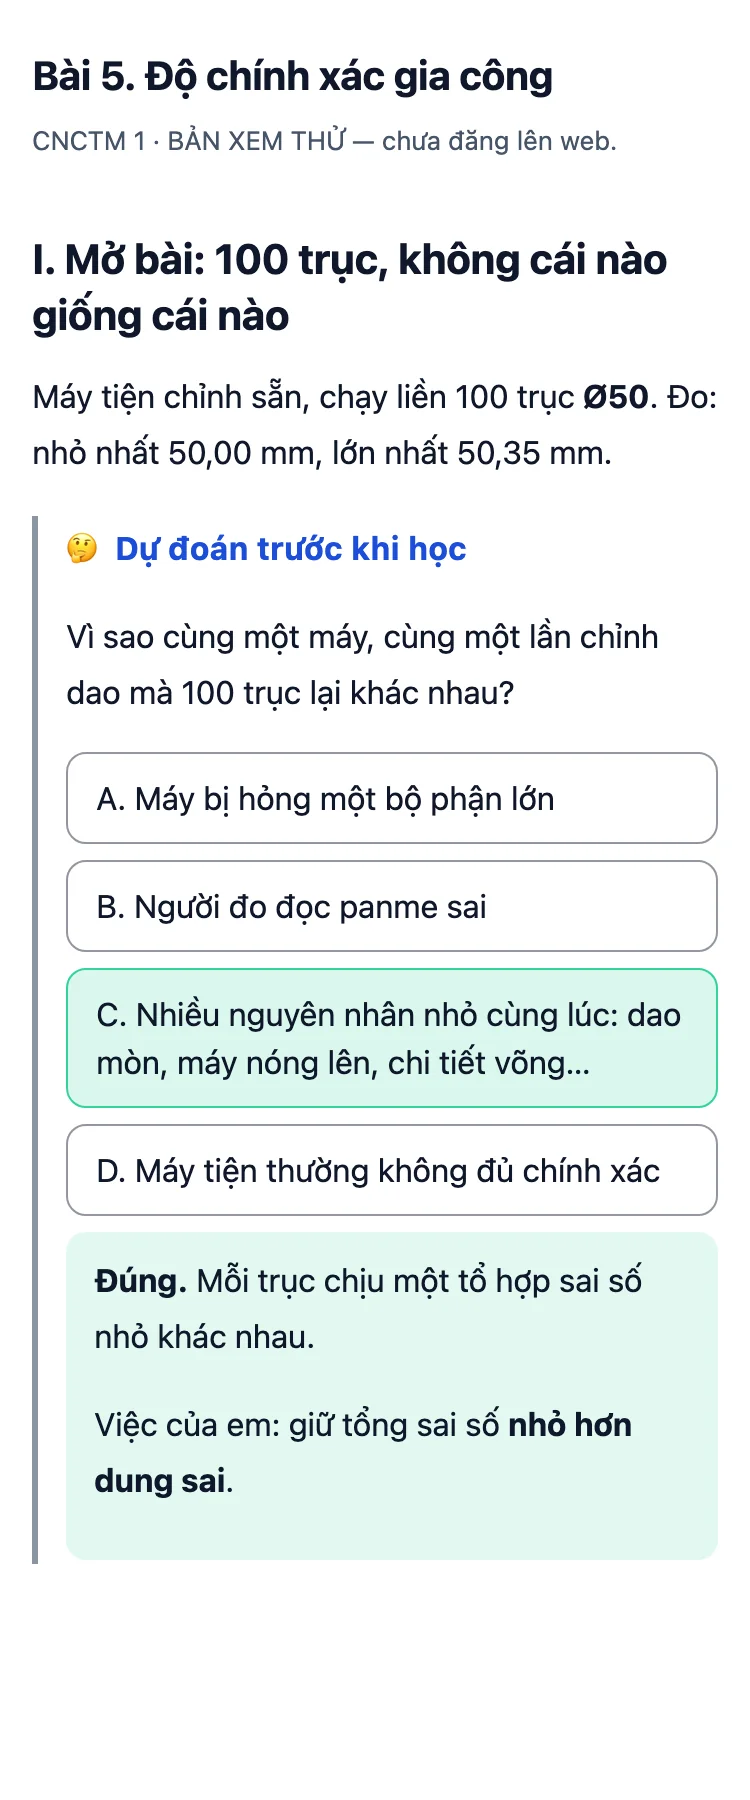 Bài 5. Độ chính xác gia công
CNCTM 1 · BẢN XEM THỬ — chưa đăng lên web.
I. Mở bài: 100 trục, không cái nào
giống cái nào
Máy tiện chỉnh sẵn, chạy liền 100 trục Ø50. Đo:
nhỏ nhất 50,00 mm, lớn nhất 50,35 mm.
🤔 Dự đoán trước khi học
Vì sao cùng một máy, cùng một lần chỉnh
dao mà 100 trục lại khác nhau?
A. Máy bị hỏng một bộ phận lớn
B. Người đo đọc panme sai
C. Nhiều nguyên nhân nhỏ cùng lúc: dao
mòn, máy nóng lên, chi tiết võng...
D. Máy tiện thường không đủ chính xác
Đúng. Mỗi trục chịu một tổ hợp sai số
nhỏ khác nhau.
Việc của em: giữ tổng sai số nhỏ hơn
dung sai.